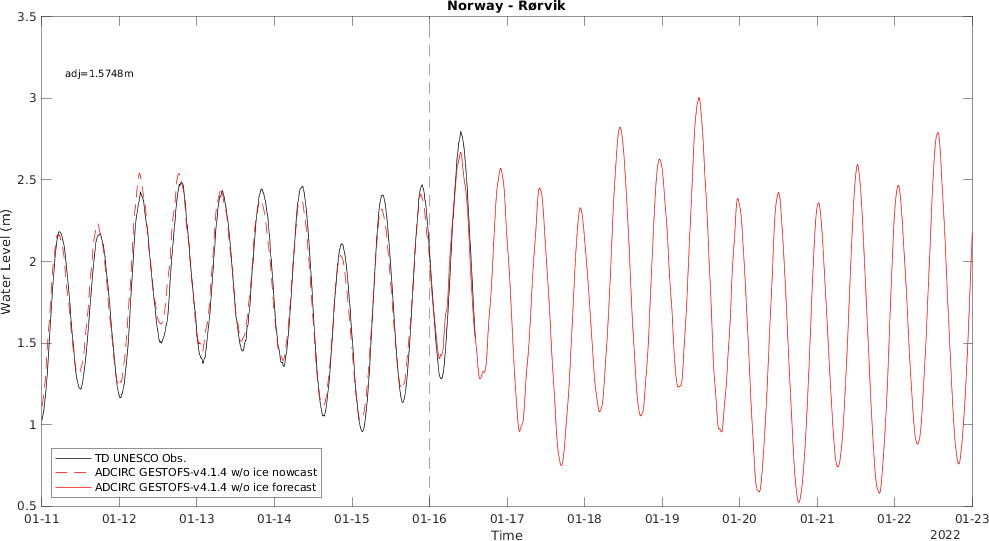 Norway - Rørvik
3.5
3
2.5
2
1.5
1
0.5
Water Level (m)
adj=1.5748m
TD UNESCO Obs.
ADCIRC GESTOFS-v4.1.4 w/o ice nowcast
ADCIRC GESTOFS-v4.1.4 w/o ice forecast
01-11 01-12 01-13 01-14 01-15 01-16 01-17 01-18 01-19 01-20 01-21 01-22 01-23
Time
2022